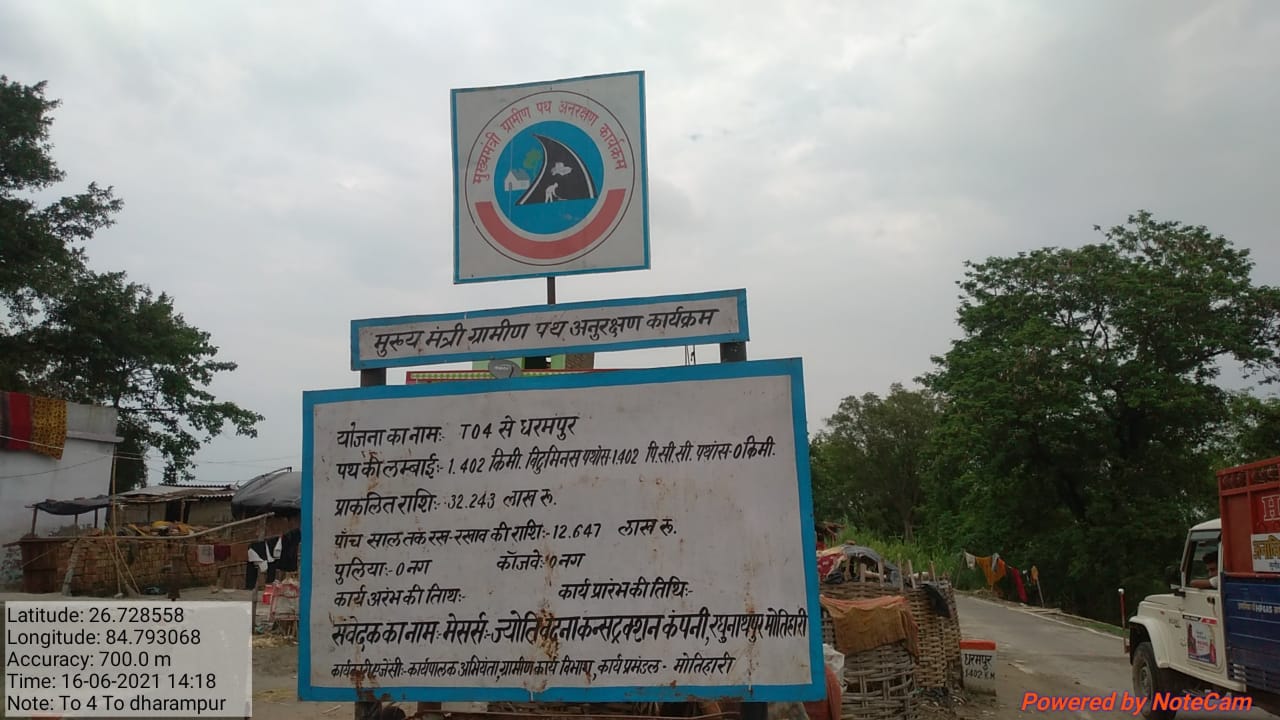 मुख्यमंत्री ग्रामीण पथ अनुरक्षण कार्यक्रम
मुख्य मंत्री ग्रामीण पथ अनुरक्षण कार्यक्रम
योजना का नाम:- T04 से धरमपुर
पथ की लम्बाई:- 1.402 किमी. बिटुमिनस पथांस-1.402 पि.सी.सी. पथांस-0 किमी.
प्राकलित राशि:- 32.243 लाख रू.
पाँच साल तक रख-रखाव की राशि:- 12.647 लाख रू.
पुलिया:- 0 नग कॉजवे:- 0 नग
कार्य अरंभ की तिथि:- कार्य प्रारंभ की तिथि:-
संवेदक का नाम: मेसर्स:- ज्योति वंदना कन्सट्रक्शन कंपनी, रघुनाथपुर मोतिहारी
कार्यकारी एजेंसी:- कार्यपालक अभियंता, ग्रामीण कार्य विभाग, कार्य प्रमंडल - मोतिहारी
धरमपुर
1.402 KM
Latitude: 26.728558
Longitude: 84.793068
Accuracy: 700.0 m
Time: 16-06-2021 14:18
Note: To 4 To dharampur
Powered by NoteCam